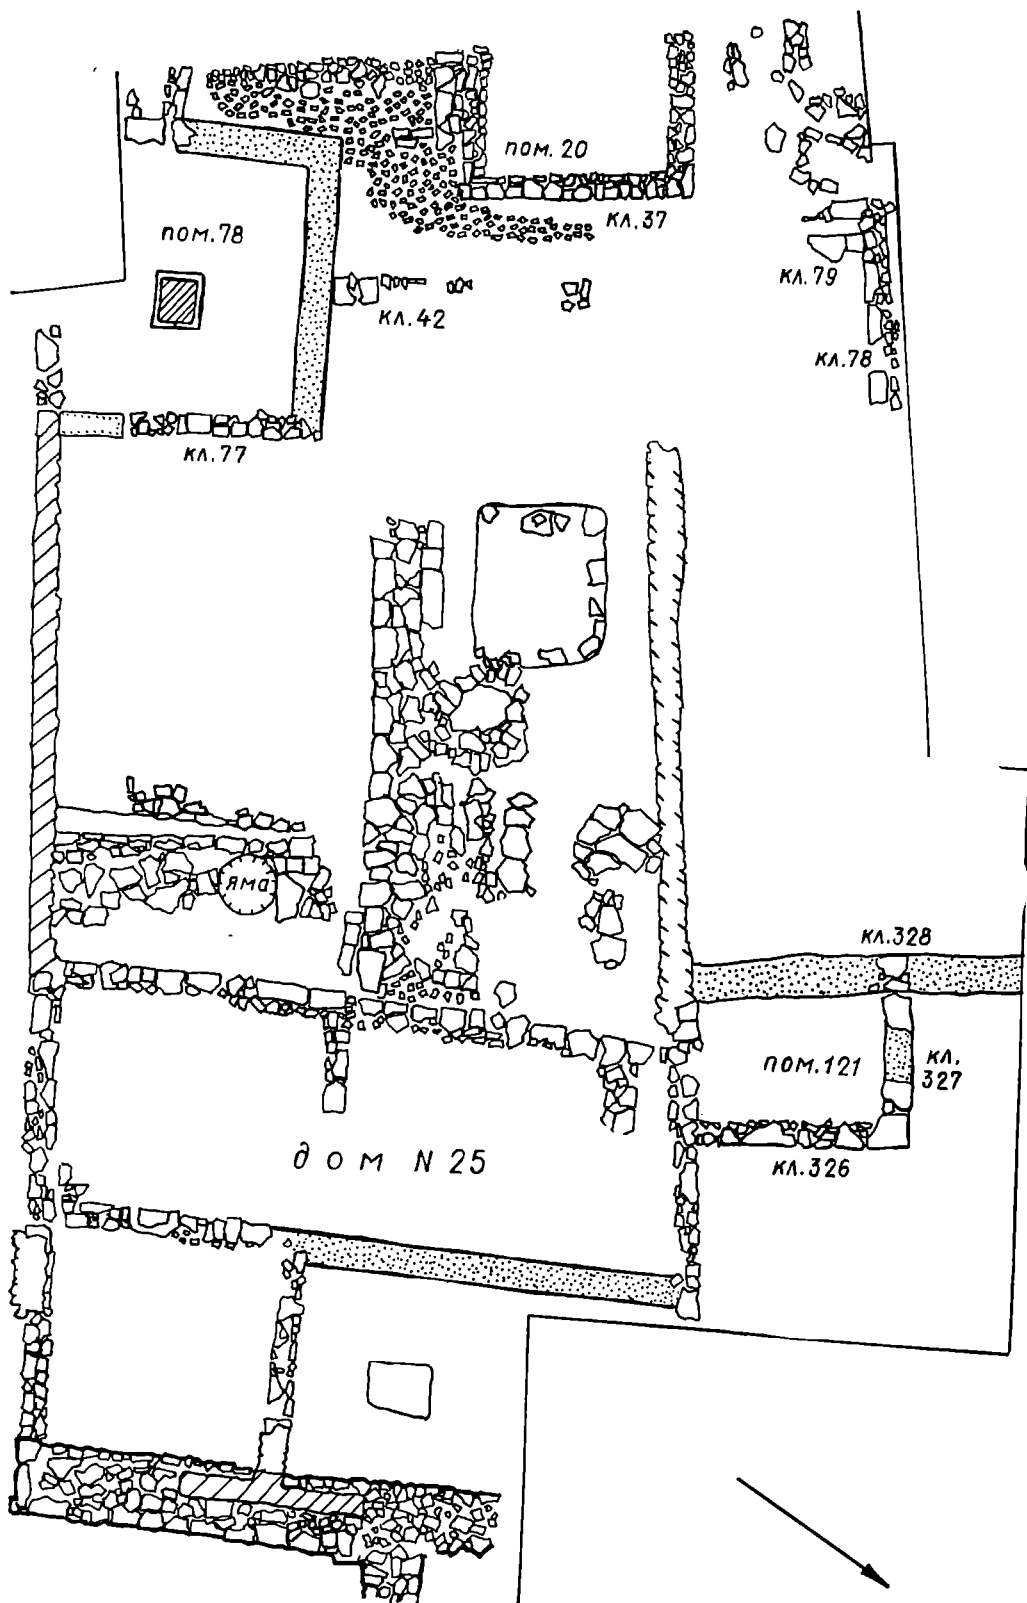 пом. 20
кл. 37
пом. 78
кл. 79
кл. 42
кл. 78
кл. 77
яма
кл. 328
пом. 121
кл.
327
дом N 25
кл. 326